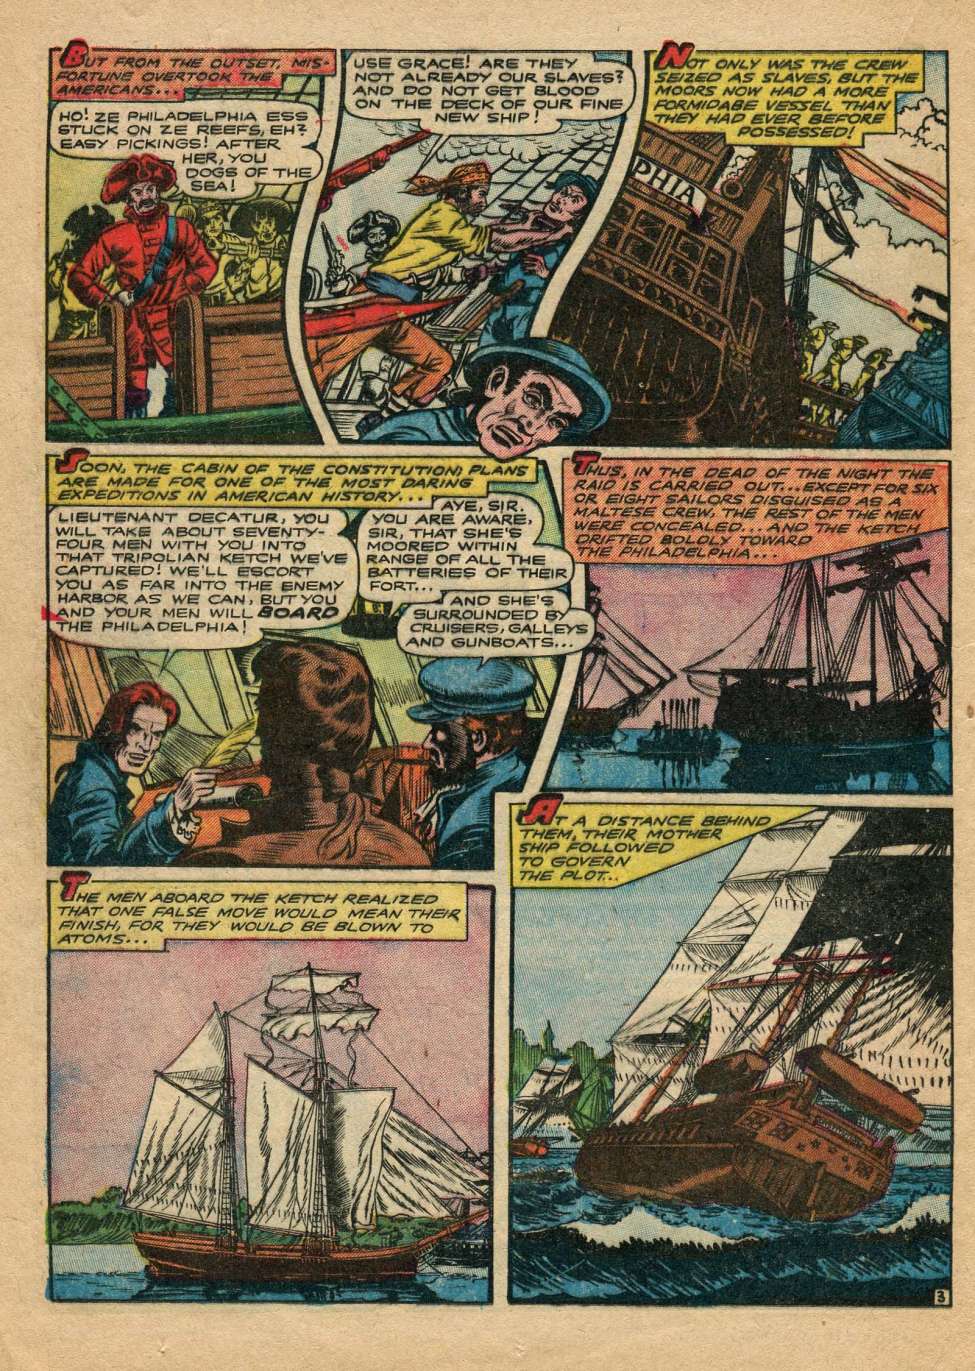 BUT FROM THE OUTSET, MIS-
FORTUNE OVERTOOK THE
AMERICANS...
HO! ZE PHILADELPHIA ESS
STUCK ON ZE REEFS, EH?
EASY PICKINGS! AFTER
HER, YOU
DOGS OF THE
SEA!
USE GRACE! ARE THEY
NOT ALREADY OUR SLAVES?
AND DO NOT GET BLOOD
ON THE DECK OF OUR FINE
NEW SHIP!
NOT ONLY WAS THE CREW
SEIZED AS SLAVES, BUT THE
MOORS NOW HAD A MORE
FORMIDABE VESSEL THAN
THEY HAD EVER BEFORE
POSSESSED!
PHIA
SOON, THE CABIN OF THE CONSTITUTION, PLANS
ARE MADE FOR ONE OF THE MOST DARING
EXPEDITIONS IN AMERICAN HISTORY...
LIEUTENANT DECATUR, YOU
WILL TAKE ABOUT SEVENTY-
FOUR MEN WITH YOU INTO
THAT TRIPOLIAN KETCH WE'VE
CAPTURED! WE'LL ESCORT
YOU AS FAR INTO THE ENEMY
HARBOR AS WE CAN, BUT YOU
AND YOUR MEN WILL BOARD
THE PHILADELPHIA!
AYE, SIR.
YOU ARE AWARE,
SIR, THAT SHE'S
MOORED WITHIN
RANGE OF ALL THE
BATTERIES OF THEIR
FORT...
AND SHE'S
SURROUNDED BY
CRUISERS, GALLEYS
AND GUNBOATS...
THUS, IN THE DEAD OF THE NIGHT THE
RAID IS CARRIED OUT... EXCEPT FOR SIX
OR EIGHT SAILORS DISGUISED AS A
MALTESE CREW, THE REST OF THE MEN
WERE CONCEALED... AND THE KETCH
DRIFTED BOLDLY TOWARD
THE PHILADELPHIA...
THE MEN ABOARD THE KETCH REALIZED
THAT ONE FALSE MOVE WOULD MEAN THEIR
FINISH, FOR THEY WOULD BE BLOWN TO
ATOMS...
AT A DISTANCE BEHIND
THEM, THEIR MOTHER
SHIP FOLLOWED
TO GOVERN
THE PLOT...
3